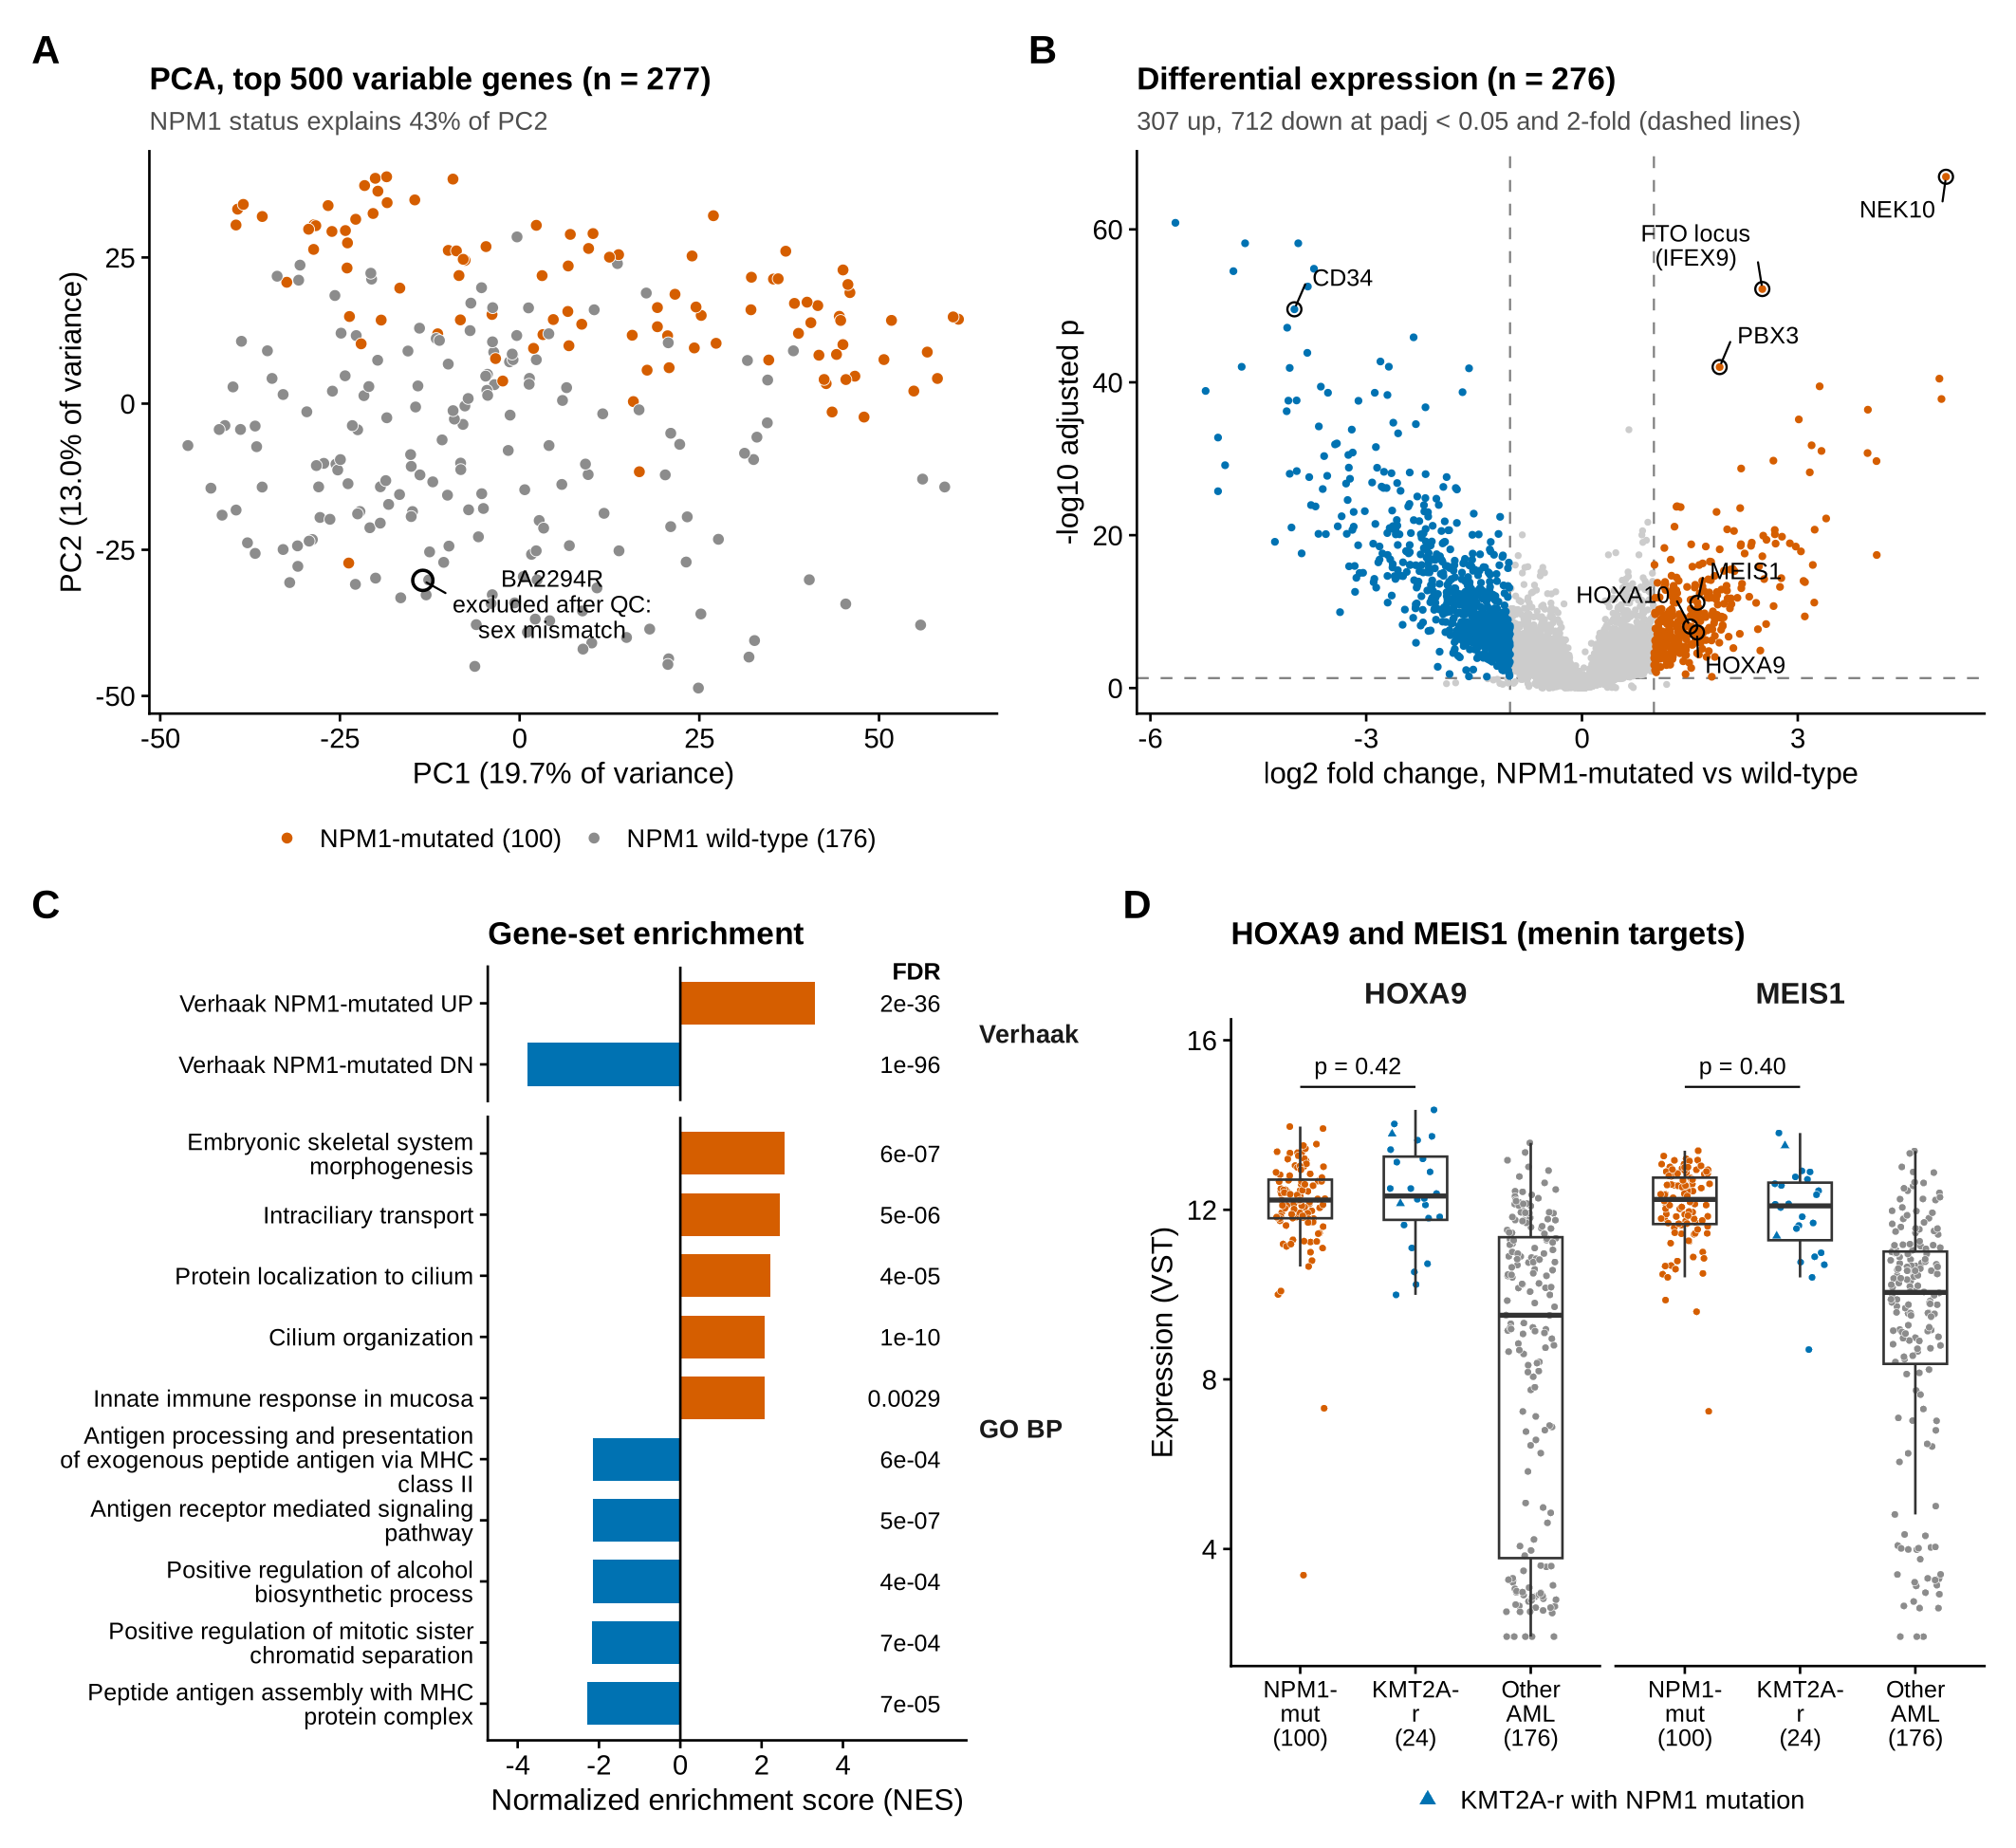 A
PCA, top 500 variable genes (n = 277)
NPM1 status explains 43% of PC2
PC2 (13.0% of variance)
25
0
-25
-50
BA2294R
excluded after QC:
sex mismatch
-50
-25
0
25
50
PC1 (19.7% of variance)
NPM1-mutated (100)
NPM1 wild-type (176)
B
Differential expression (n = 276)
307 up, 712 down at padj < 0.05 and 2-fold (dashed lines)
-log10 adjusted p
60
40
20
0
NEK10
FTO locus
(IFEX9)
CD34
PBX3
MEIS1
HOXA10
HOXA9
-6
-3
0
3
log2 fold change, NPM1-mutated vs wild-type
C
Gene-set enrichment
FDR
Verhaak NPM1-mutated UP
2e-36
Verhaak
Verhaak NPM1-mutated DN
1e-96
Embryonic skeletal system
morphogenesis
6e-07
Intraciliary transport
5e-06
Protein localization to cilium
4e-05
Cilium organization
1e-10
Innate immune response in mucosa
0.0029
GO BP
Antigen processing and presentation
of exogenous peptide antigen via MHC
class II
6e-04
Antigen receptor mediated signaling
pathway
5e-07
Positive regulation of alcohol
biosynthetic process
4e-04
Positive regulation of mitotic sister
chromatid separation
7e-04
Peptide antigen assembly with MHC
protein complex
7e-05
-4
-2
0
2
4
Normalized enrichment score (NES)
D
HOXA9 and MEIS1 (menin targets)
HOXA9
MEIS1
Expression (VST)
16
12
8
4
p = 0.42
p = 0.40
NPM1-
mut
(100)
KMT2A-
r
(24)
Other
AML
(176)
NPM1-
mut
(100)
KMT2A-
r
(24)
Other
AML
(176)
KMT2A-r with NPM1 mutation